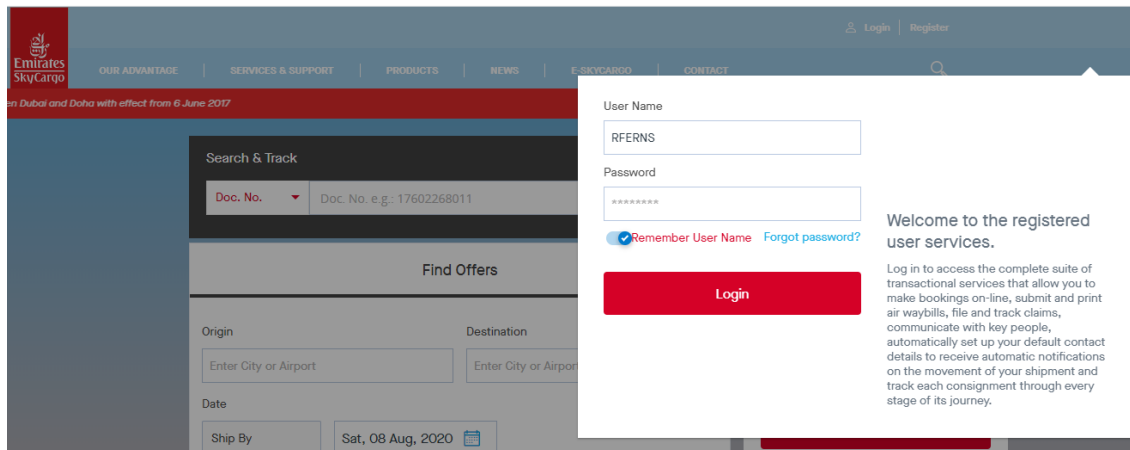 Login | Register
Emirates
SkyCargo
OUR ADVANTAGE | SERVICES & SUPPORT | PRODUCTS | NEWS | E-SKYCARGO | CONTACT
en Dubai and Doha with effect from 6 June 2017
Search & Track
Doc. No.
Doc. No. e.g.: 17602268011
Find Offers
Origin
Destination
Enter City or Airport
Enter City or Airport
Date
Ship By
Sat, 08 Aug, 2020
User Name
RFERNS
Password
********
Remember User Name
Forgot password?
Login
Welcome to the registered
user services.
Log in to access the complete suite of
transactional services that allow you to
make bookings on-line, submit and print
air waybills, file and track claims,
communicate with key people,
automatically set up your default contact
details to receive automatic notifications
on the movement of your shipment and
track each consignment through every
stage of its journey.